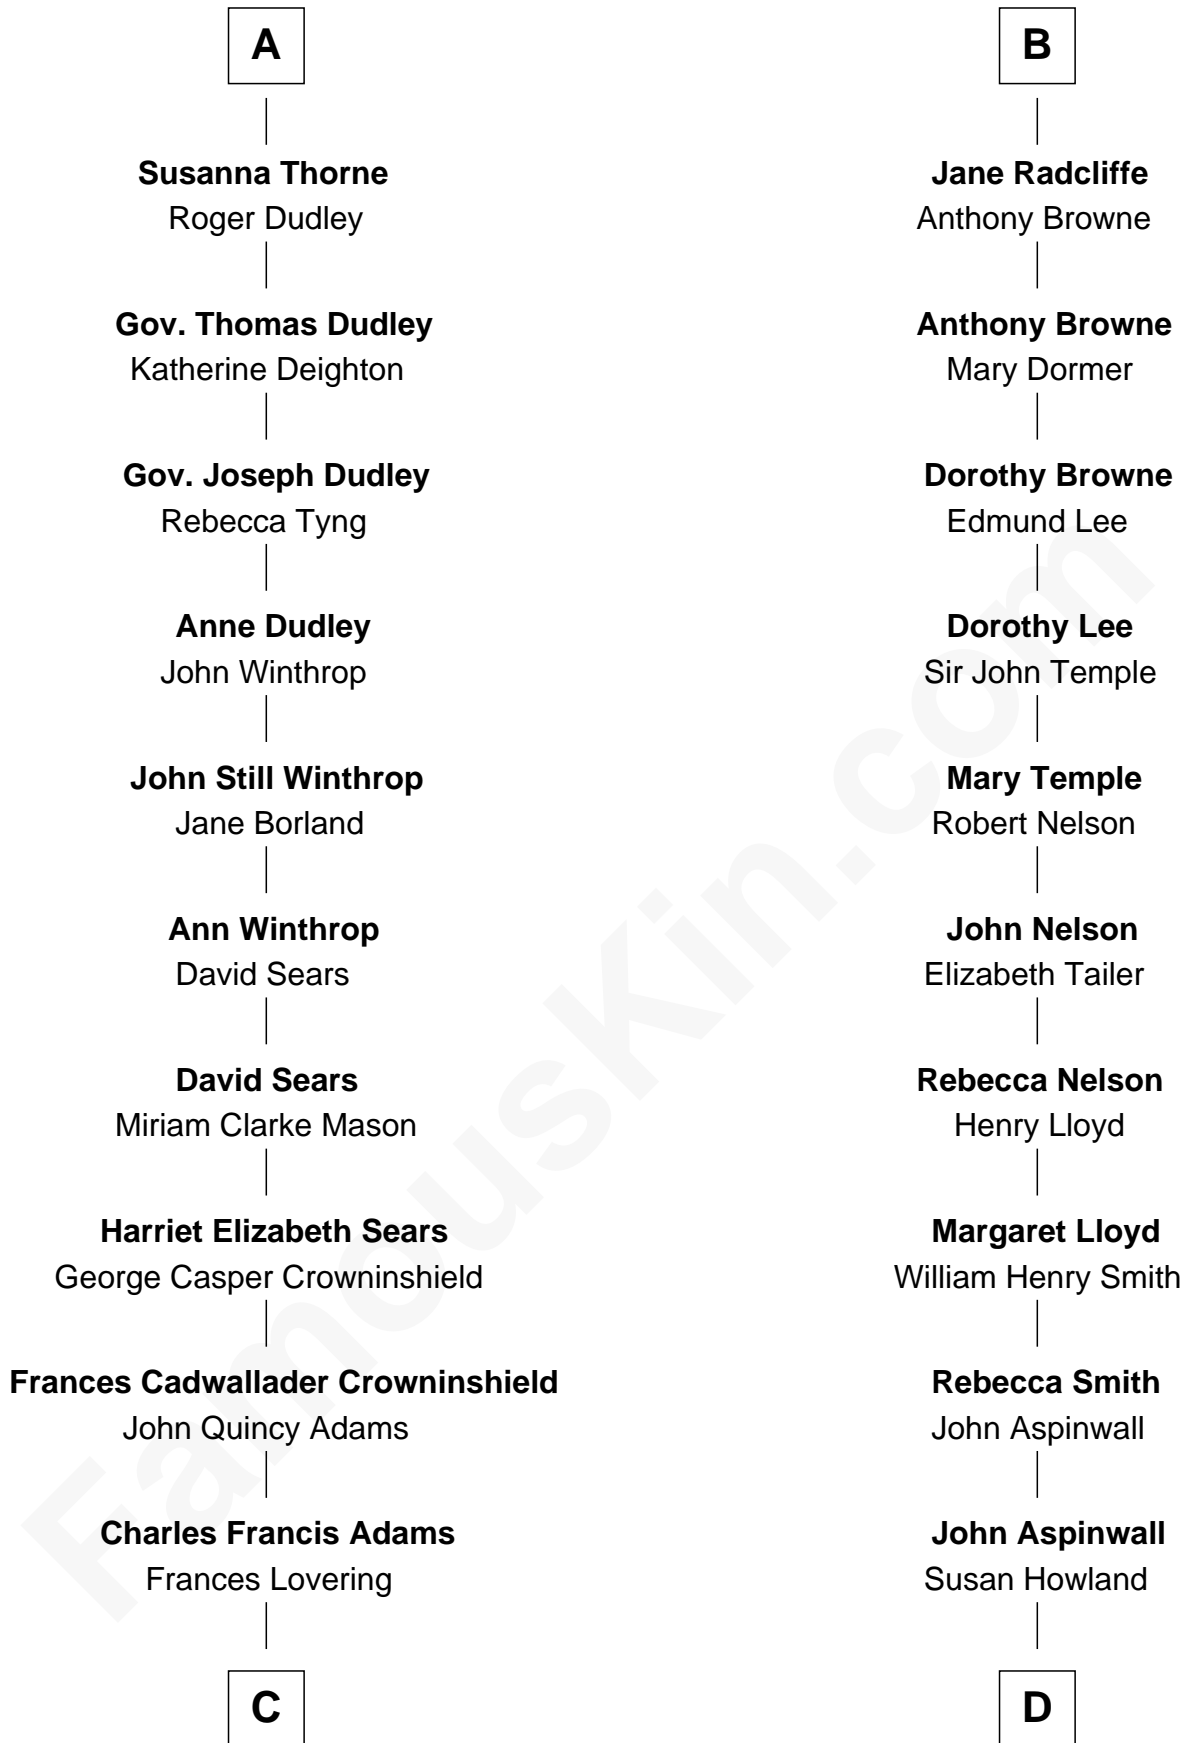 A
Susanna Thorne
Roger Dudley
Gov. Thomas Dudley
Katherine Deighton
Gov. Joseph Dudley
Rebecca Tyng
Anne Dudley
John Winthrop
John Still Winthrop
Jane Borland
Ann Winthrop
David Sears
David Sears
Miriam Clarke Mason
Harriet Elizabeth Sears
George Casper Crowninshield
Frances Cadwallader Crowninshield
John Quincy Adams
Charles Francis Adams
Frances Lovering
C
B
Jane Radcliffe
Anthony Browne
Anthony Browne
Mary Dormer
Dorothy Browne
Edmund Lee
Dorothy Lee
Sir John Temple
Mary Temple
Robert Nelson
John Nelson
Elizabeth Tailer
Rebecca Nelson
Henry Lloyd
Margaret Lloyd
William Henry Smith
Rebecca Smith
John Aspinwall
John Aspinwall
Susan Howland
D
FamousKin.com